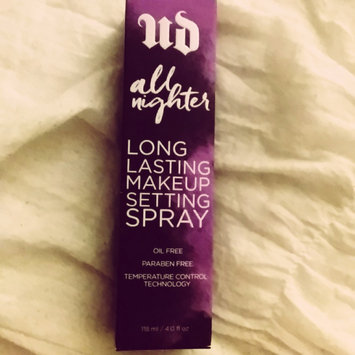 UD
all
nighter
LONG
LASTING
MAKEUP
SETTING
SPRAY
OIL FREE
PARABEN FREE
TEMPERATURE CONTROL
TECHNOLOGY
118 ml / 4.0 fl oz